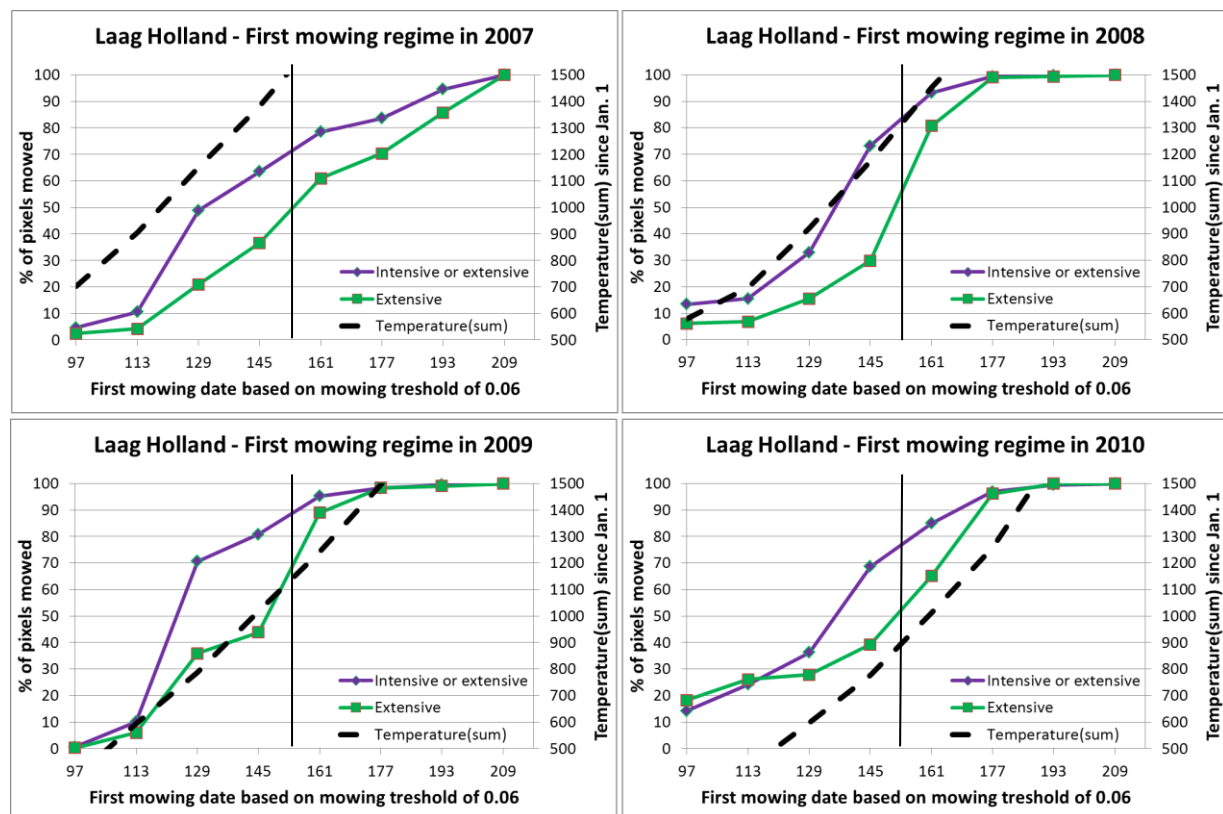 Laag Holland - First mowing regime in 2007
% of pixels mowed
100
90
80
70
60
50
40
30
20
10
0
97 113 129 145 161 177 193 209
First mowing date based on mowing treshold of 0.06
Intensive or extensive
Extensive
Temperature(sum)
1500
1400
1300
1200
1100
1000
900
800
700
600
500
Temperature(sum) since Jan. 1
Laag Holland - First mowing regime in 2008
% of pixels mowed
100
90
80
70
60
50
40
30
20
10
0
97 113 129 145 161 177 193 209
First mowing date based on mowing treshold of 0.06
Intensive or extensive
Extensive
Temperature(sum)
1500
1400
1300
1200
1100
1000
900
800
700
600
500
Temperature(sum) since Jan. 1
Laag Holland - First mowing regime in 2009
% of pixels mowed
100
90
80
70
60
50
40
30
20
10
0
97 113 129 145 161 177 193 209
First mowing date based on mowing treshold of 0.06
Intensive or extensive
Extensive
Temperature(sum)
1500
1400
1300
1200
1100
1000
900
800
700
600
500
Temperature(sum) since Jan. 1
Laag Holland - First mowing regime in 2010
% of pixels mowed
100
90
80
70
60
50
40
30
20
10
0
97 113 129 145 161 177 193 209
First mowing date based on mowing treshold of 0.06
Intensive or extensive
Extensive
Temperature(sum)
1500
1400
1300
1200
1100
1000
900
800
700
600
500
Temperature(sum) since Jan. 1